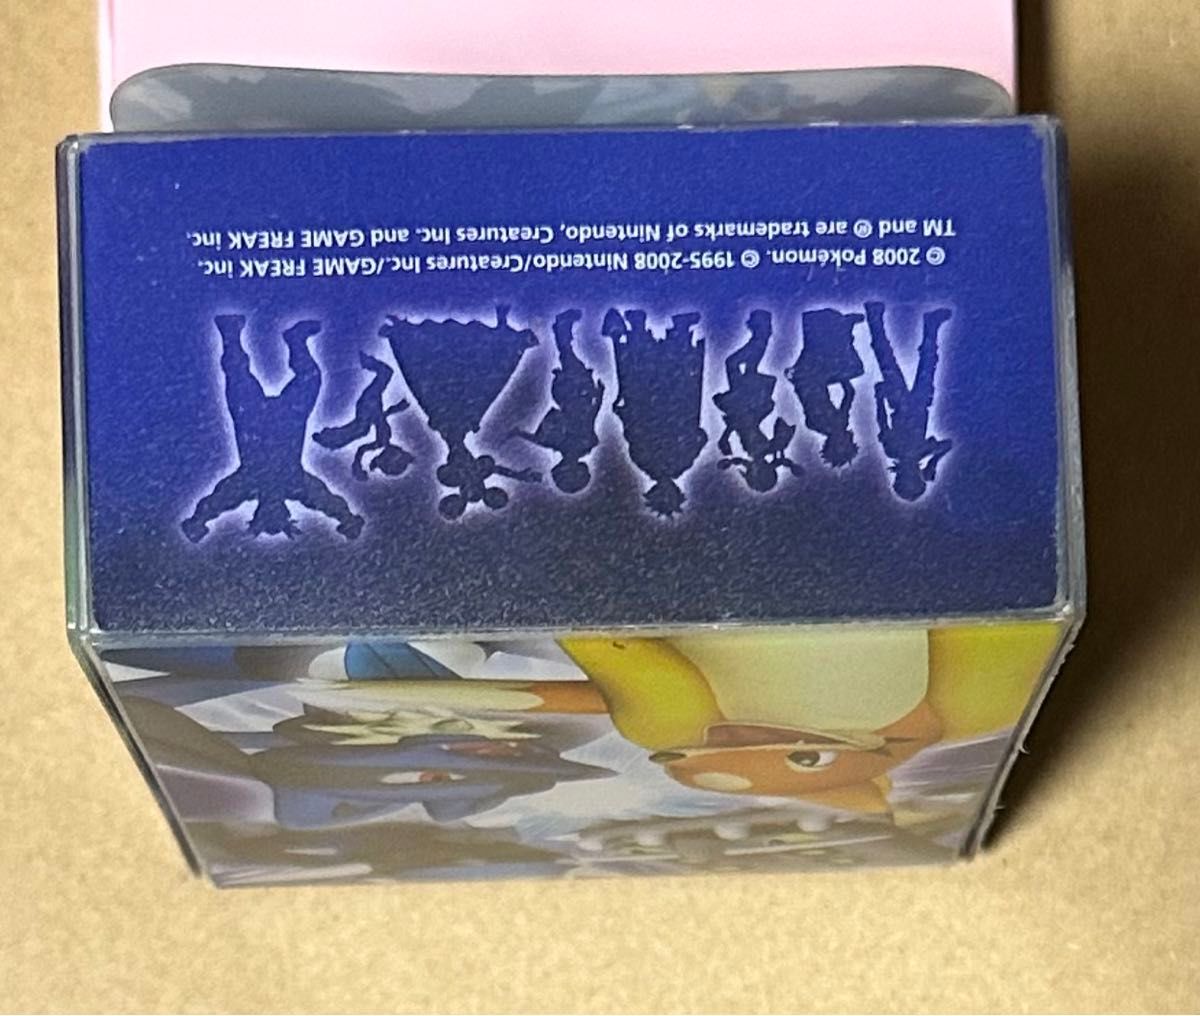 © 2008 Pokémon. © 1995-2008 Nintendo/Creatures Inc./GAME FREAK inc.
TM and ® are trademarks of Nintendo, Creatures Inc. and GAME FREAK inc.